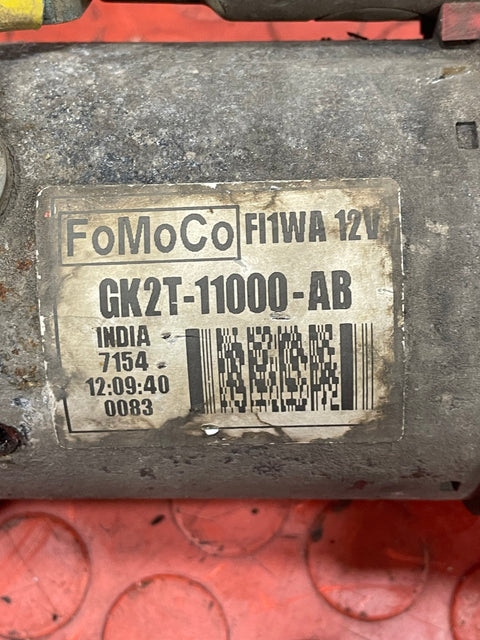 FoMoCo FI1WA 12V
GK2T-11000-AB
INDIA
7154
12:09:40
0083